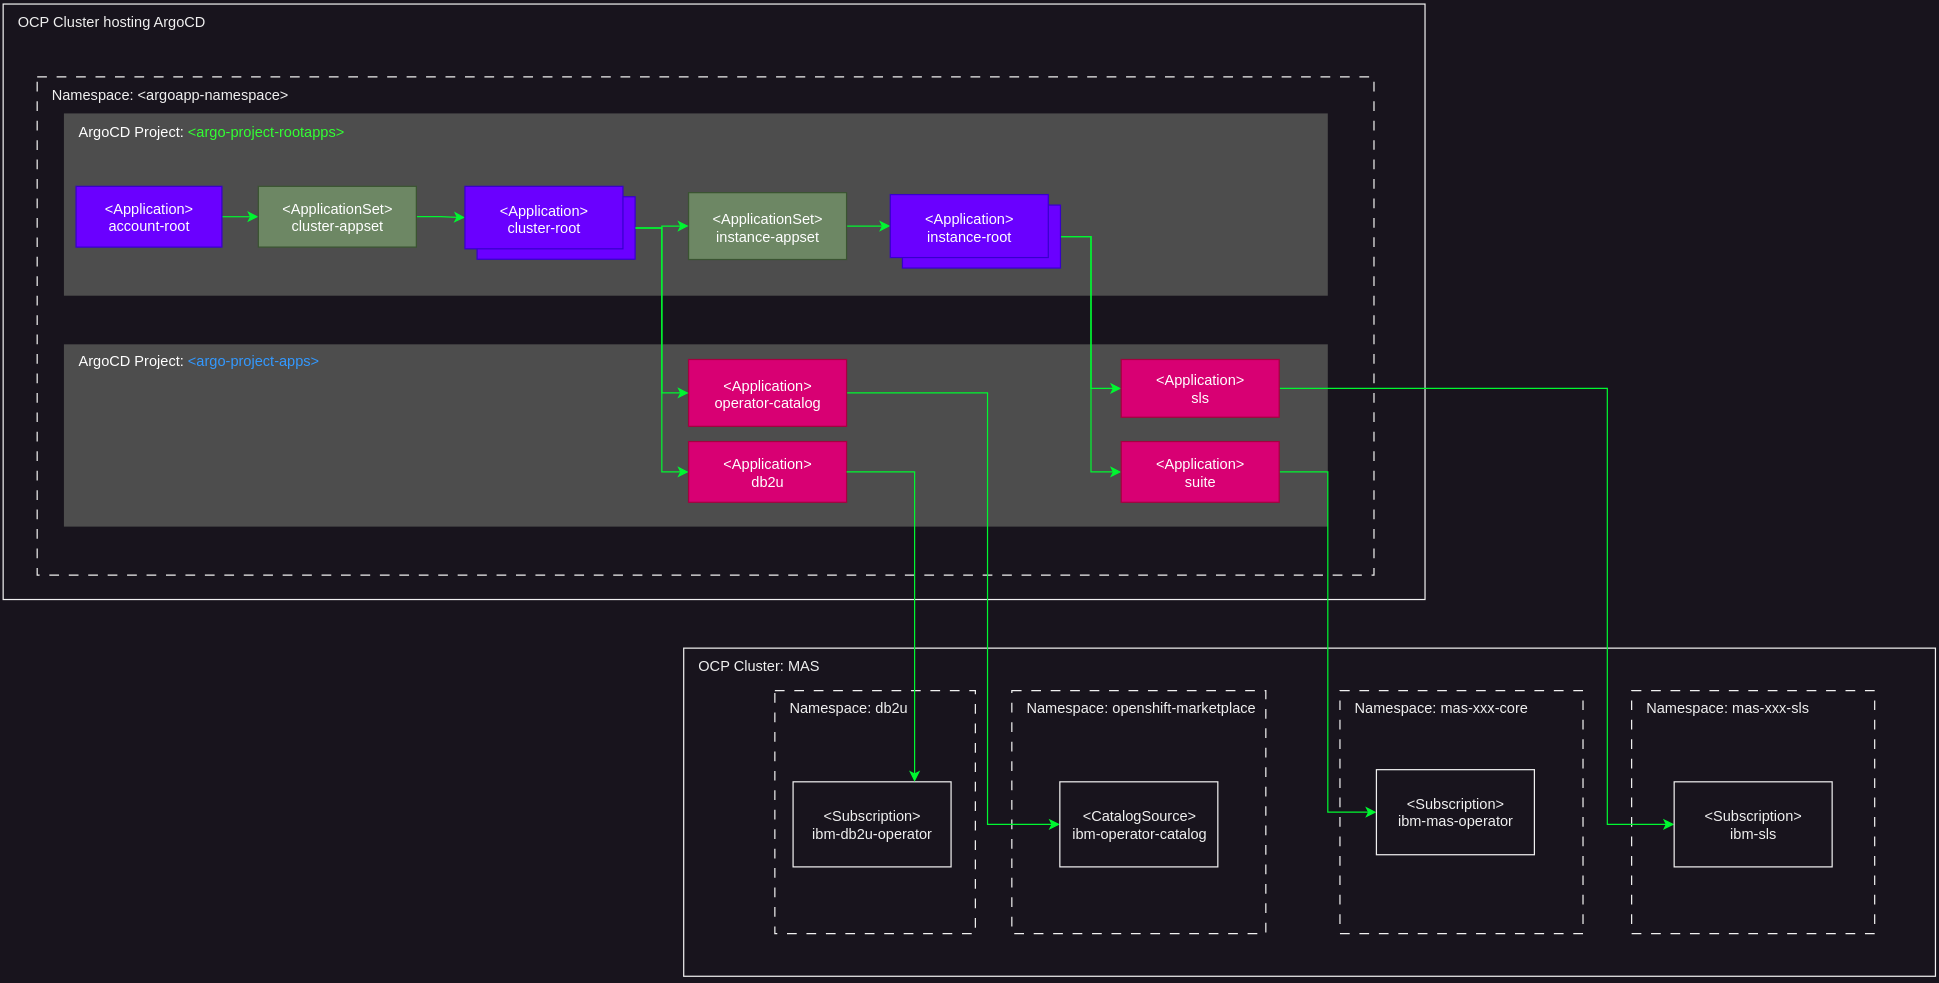 OCP Cluster hosting ArgoCD
Namespace: <argoapp-namespace>
ArgoCD Project: <argo-project-rootapps>
<Application>
account-root
<ApplicationSet>
cluster-appset
<Application>
cluster-root
<ApplicationSet>
instance-appset
<Application>
instance-root
ArgoCD Project: <argo-project-apps>
<Application>
operator-catalog
<Application>
sls
<Application>
db2u
<Application>
suite
OCP Cluster: MAS
Namespace: db2u
<Subscription>
ibm-db2u-operator
Namespace: openshift-marketplace
<CatalogSource>
ibm-operator-catalog
Namespace: mas-xxx-core
<Subscription>
ibm-mas-operator
Namespace: mas-xxx-sls
<Subscription>
ibm-sls